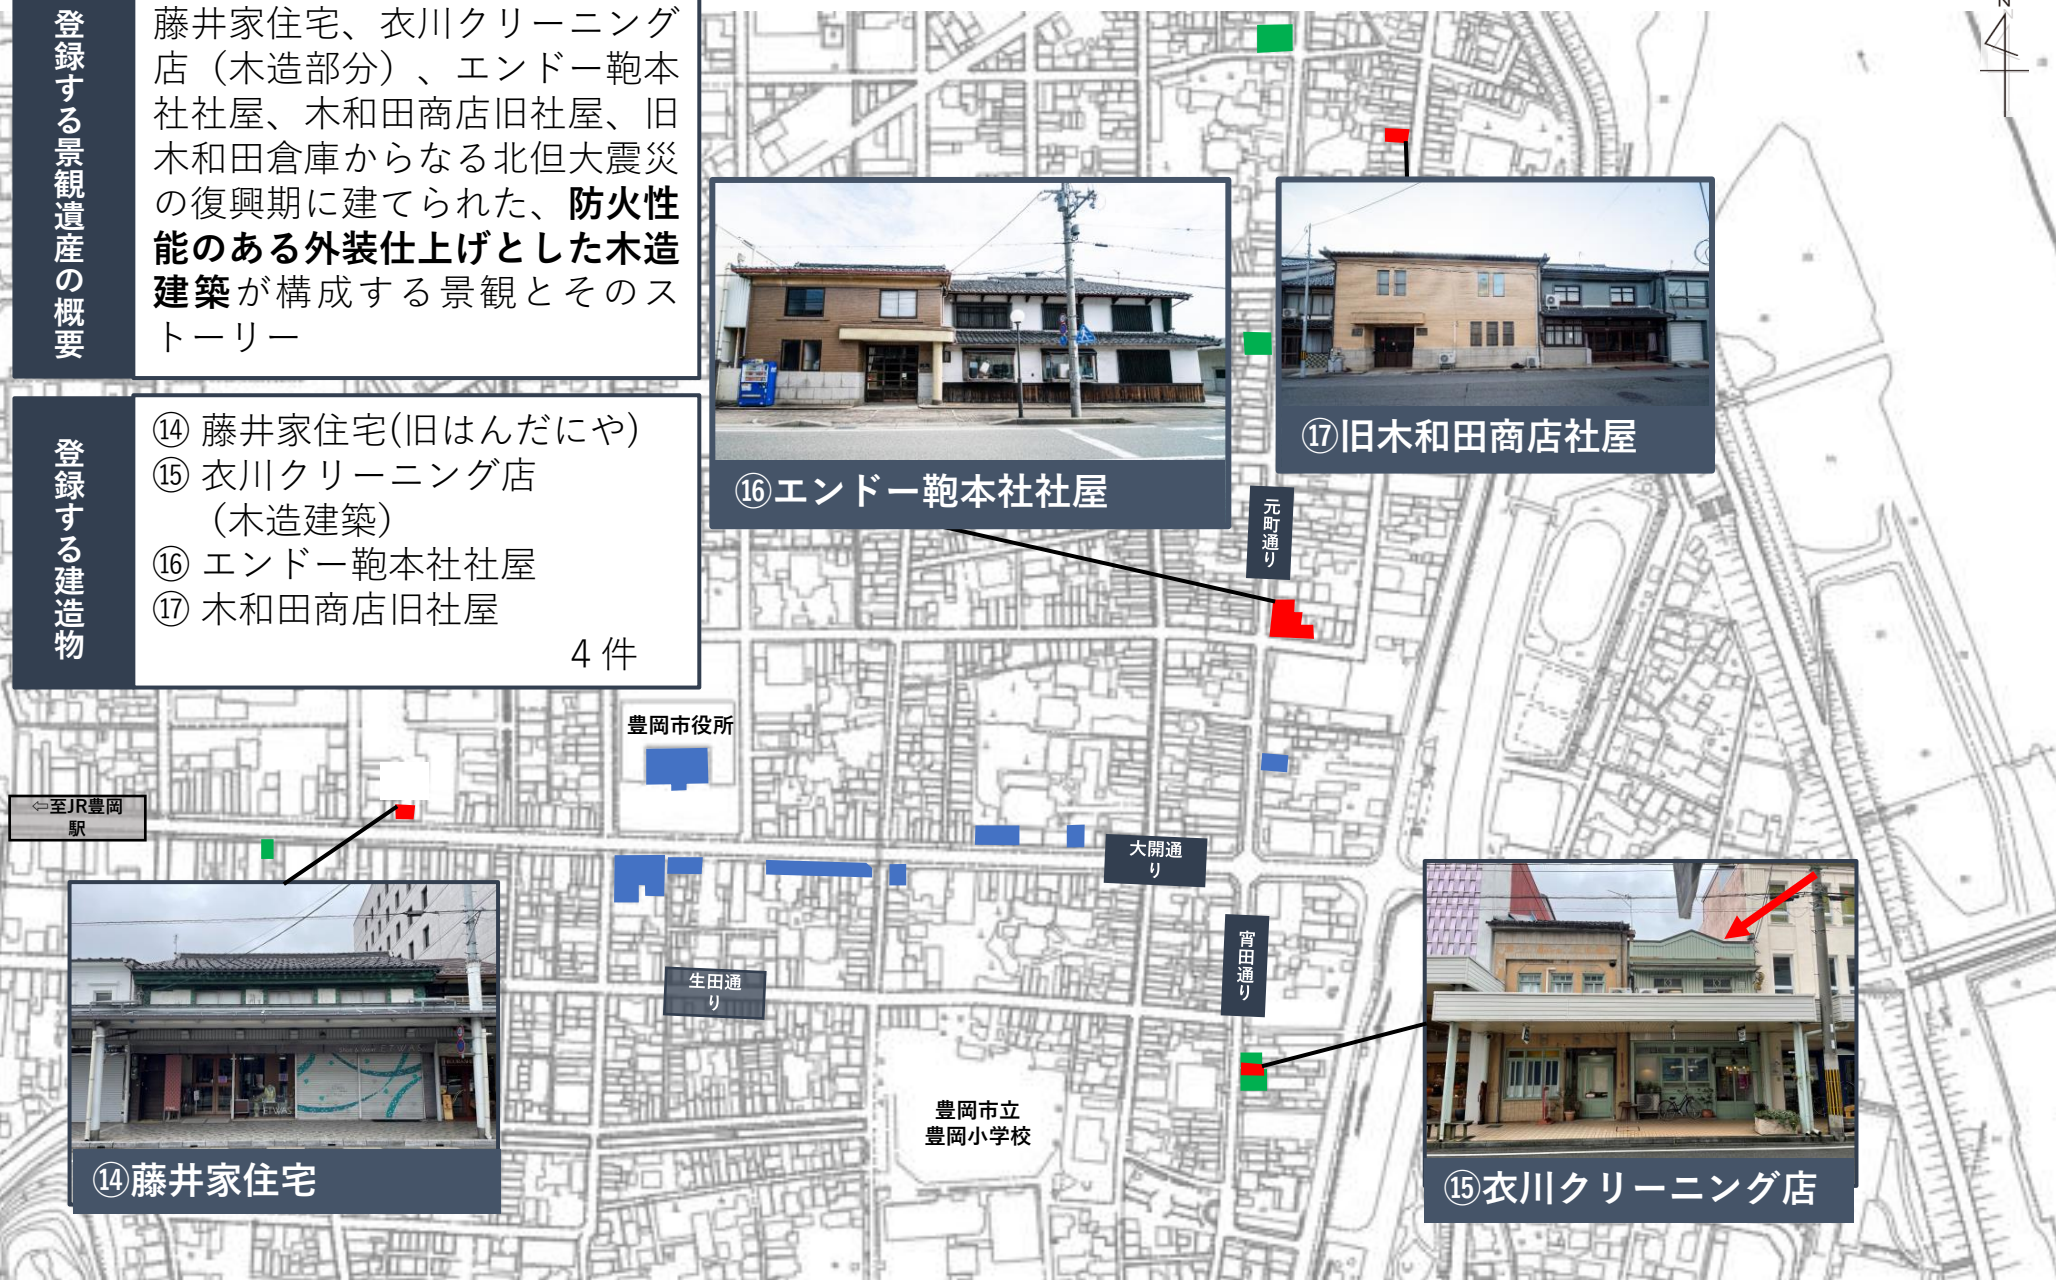 登録する景観遺産の概要
藤井家住宅、衣川クリーニング
店（木造部分）、エンドー鞄本
社社屋、木和田商店旧社屋、旧
木和田倉庫からなる北但大震災
の復興期に建てられた、防火性
能のある外装仕上げとした木造
建築が構成する景観とそのス
トーリー
登録する建造物
⑭ 藤井家住宅(旧はんだにや)
⑮ 衣川クリーニング店
（木造建築）
⑯ エンドー鞄本社社屋
⑰ 木和田商店旧社屋
4 件
N
⑯エンドー鞄本社社屋
⑰旧木和田商店社屋
元町通り
豊岡市役所
⇦至JR豊岡
駅
大開通
り
宵田通り
生田通
り
豊岡市立
豊岡小学校
ETWAS
⑭藤井家住宅
⑮衣川クリーニング店